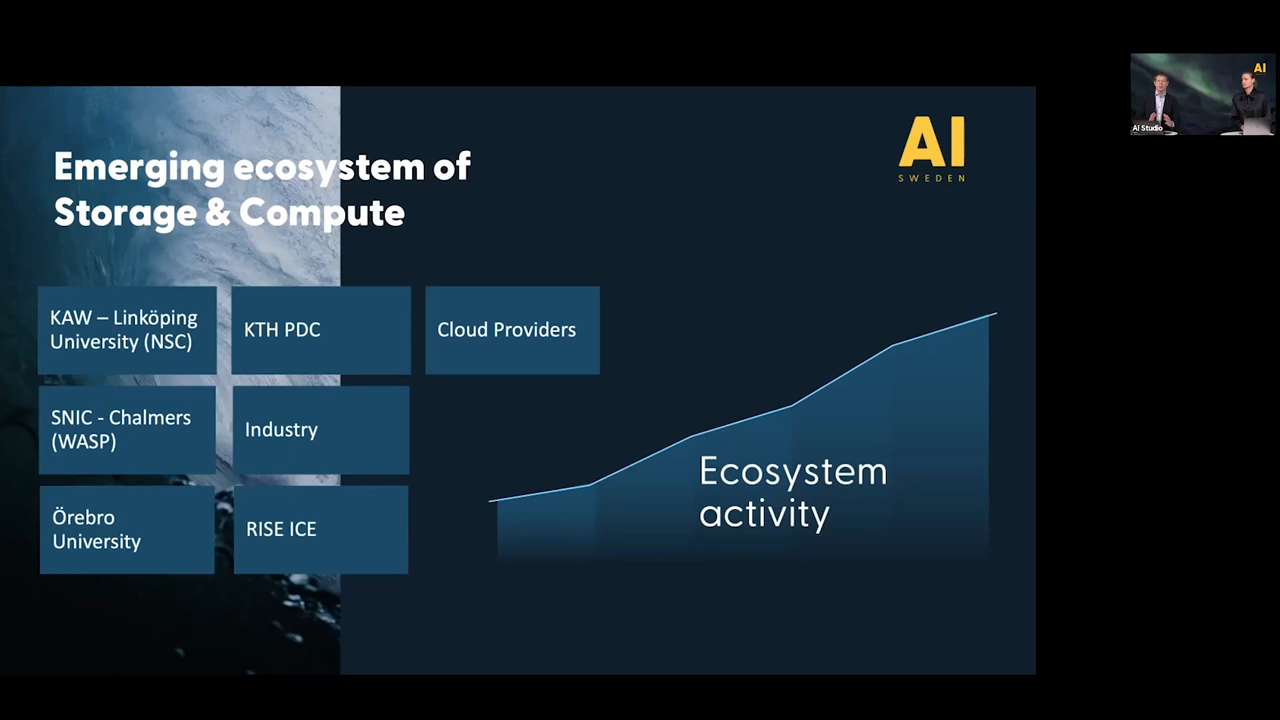 Emerging ecosystem of
Storage & Compute
AI
SWEDEN
KAW – Linköping
University (NSC)
KTH PDC
Cloud Providers
SNIC - Chalmers
(WASP)
Industry
Örebro
University
RISE ICE
Ecosystem
activity
AI
AI Studio